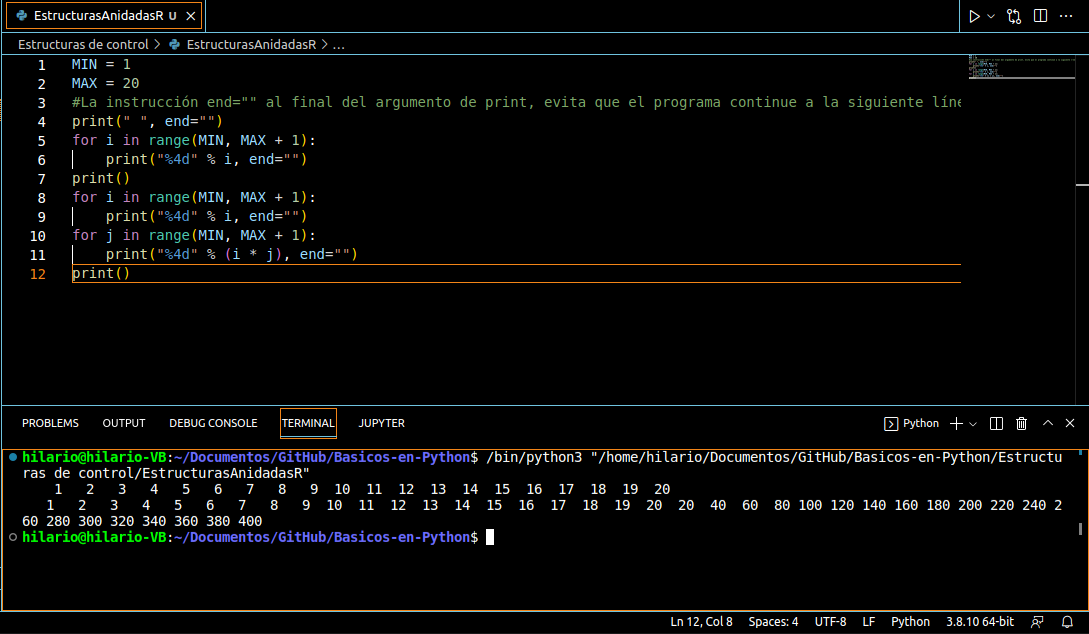 EstructurasAnidadasR U
Estructuras de control > EstructurasAnidadasR > ...
1 MIN = 1
2 MAX = 20
3 #La instrucción end="" al final del argumento de print, evita que el programa continue a la siguiente líne
4 print(" ", end="")
5 for i in range(MIN, MAX + 1):
6     print("%4d" % i, end="")
7 print()
8 for i in range(MIN, MAX + 1):
9     print("%4d" % i, end="")
10 for j in range(MIN, MAX + 1):
11     print("%4d" % (i * j), end="")
12 print()
PROBLEMS OUTPUT DEBUG CONSOLE TERMINAL JUPYTER Python
hilario@hilario-VB:~/Documentos/GitHub/Basicos-en-Python$ /bin/python3 "/home/hilario/Documentos/GitHub/Basicos-en-Python/Estructu
ras de control/EstructurasAnidadasR"
    1   2   3   4   5   6   7   8   9  10  11  12  13  14  15  16  17  18  19  20
   1   2   3   4   5   6   7   8   9  10  11  12  13  14  15  16  17  18  19  20  20  40  60  80 100 120 140 160 180 200 220 240 2
60 280 300 320 340 360 380 400
hilario@hilario-VB:~/Documentos/GitHub/Basicos-en-Python$
Ln 12, Col 8 Spaces: 4 UTF-8 LF Python 3.8.10 64-bit